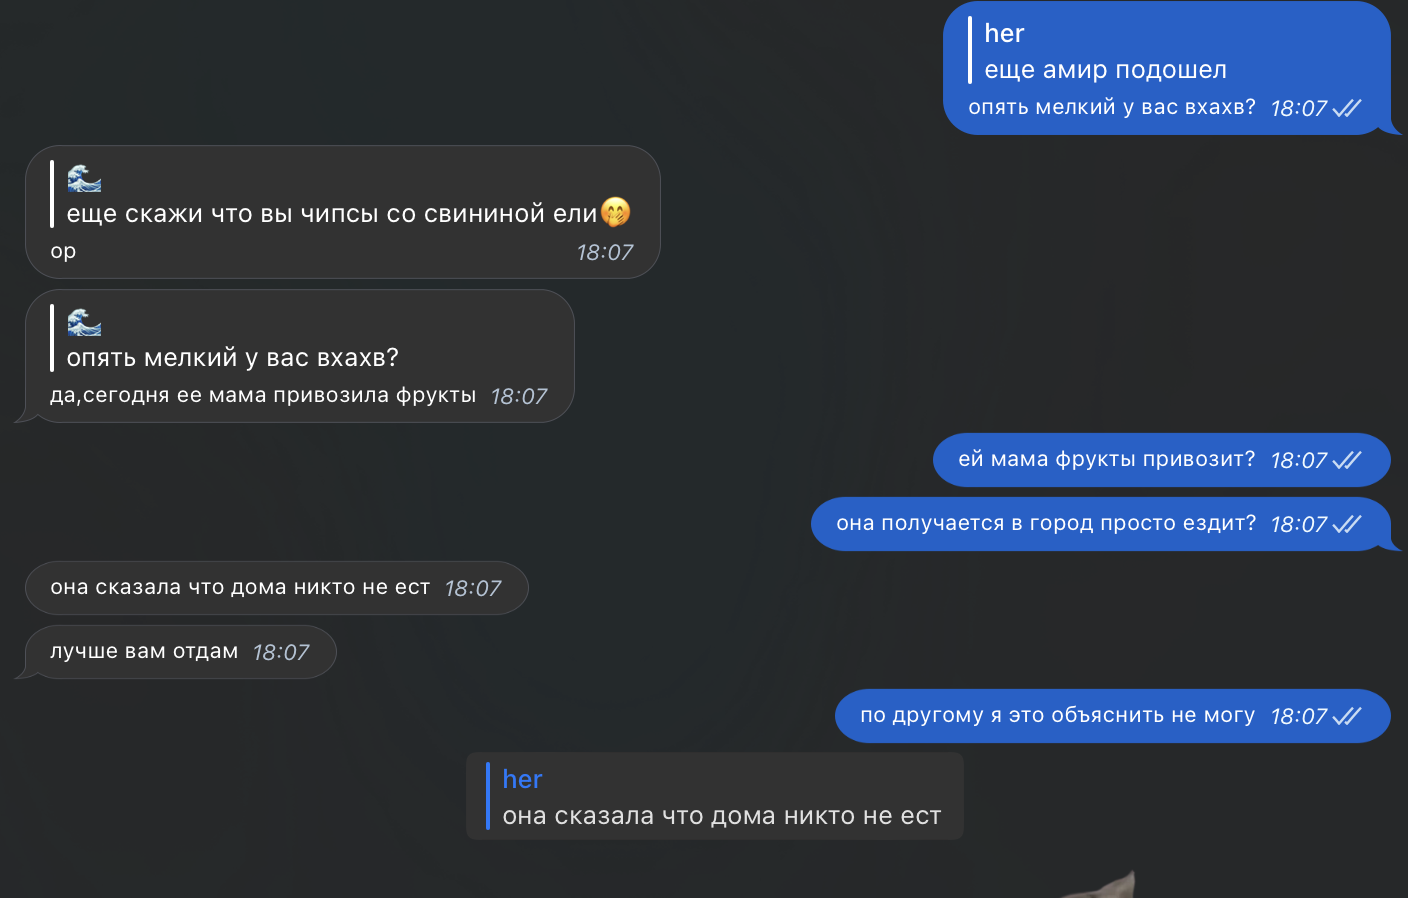 her
еще амир подошел
опять мелкий у вас вхахв? 18:07
🌊
еще скажи что вы чипсы со свининой ели🤭
ор 18:07
🌊
опять мелкий у вас вхахв?
да,сегодня ее мама привозила фрукты 18:07
ей мама фрукты привозит? 18:07
она получается в город просто ездит? 18:07
она сказала что дома никто не ест 18:07
лучше вам отдам 18:07
по другому я это объяснить не могу 18:07
her
она сказала что дома никто не ест